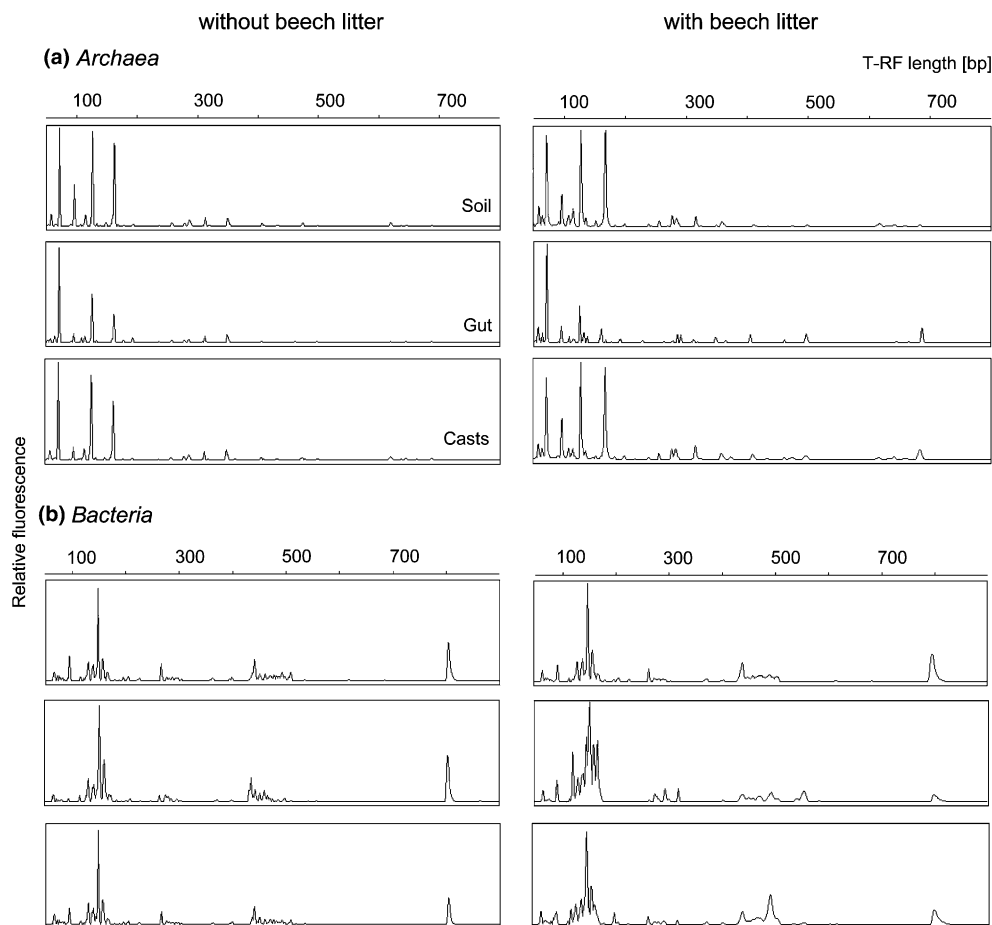 without beech litter with beech litter
(a) Archaea
T-RF length [bp]
100 300 500 700 100 300 500 700
Soil
Gut
Casts
Relative fluorescence
(b) Bacteria
100 300 500 700 100 300 500 700